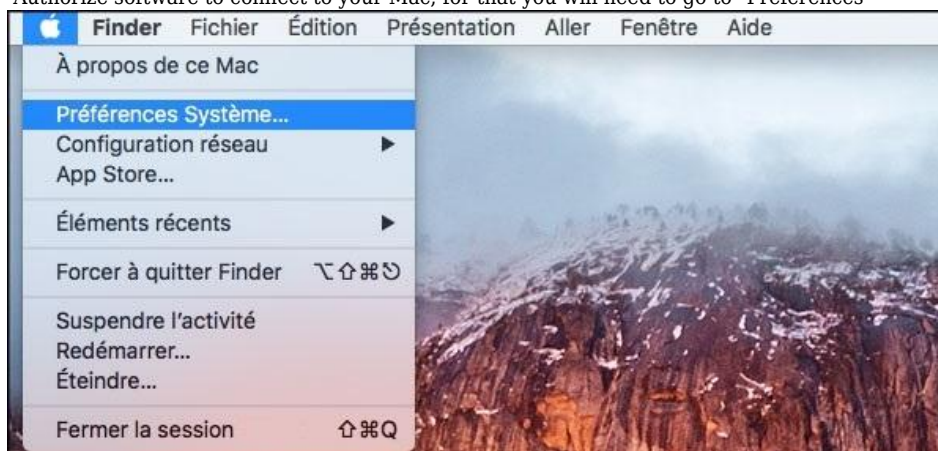 Authorize software to connect to your Mac, for that you will need to go to "Preferences"
Finder Fichier Édition Présentation Aller Fenêtre Aide
À propos de ce Mac
Préférences Système...
Configuration réseau ▶
App Store...
Éléments récents ▶
Forcer à quitter Finder ⌥⇧⌘⎋
Suspendre l'activité
Redémarrer...
Éteindre...
Fermer la session ⇧⌘Q